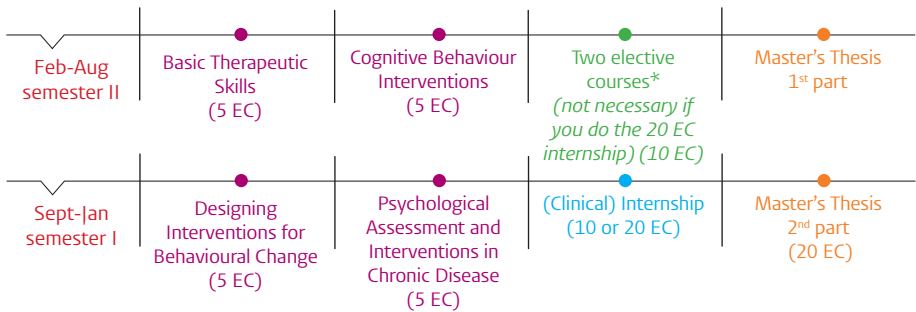 Feb-Aug
semester II
Basic Therapeutic
Skills
(5 EC)
Cognitive Behaviour
Interventions
(5 EC)
Two elective
courses*
(not necessary if
you do the 20 EC
internship) (10 EC)
Master's Thesis
1st part
Sept-Jan
semester I
Designing
Interventions for
Behavioural Change
(5 EC)
Psychological
Assessment and
Interventions in
Chronic Disease
(5 EC)
(Clinical) Internship
(10 or 20 EC)
Master's Thesis
2nd part
(20 EC)